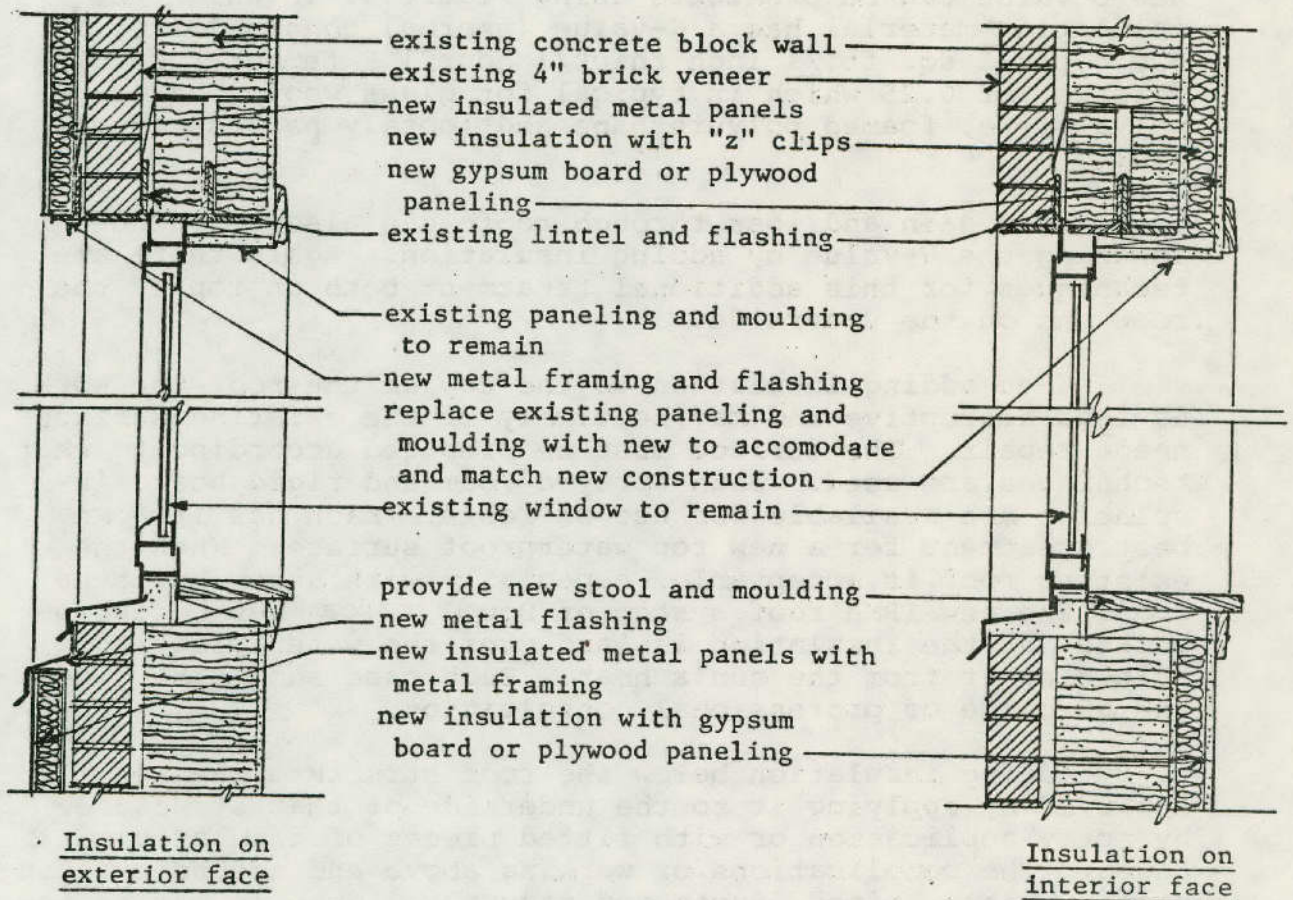 existing concrete block wall
existing 4" brick veneer
new insulated metal panels
new insulation with "z" clips
new gypsum board or plywood
paneling
existing lintel and flashing
existing paneling and moulding
to remain
new metal framing and flashing
replace existing paneling and
moulding with new to accomodate
and match new construction
existing window to remain
provide new stool and moulding
new metal flashing
new insulated metal panels with
metal framing
new insulation with gypsum
board or plywood paneling
Insulation on
exterior face
Insulation on
interior face